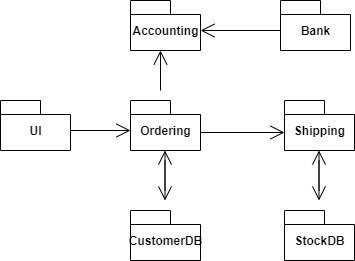 Accounting
Bank
UI
Ordering
Shipping
CustomerDB
StockDB